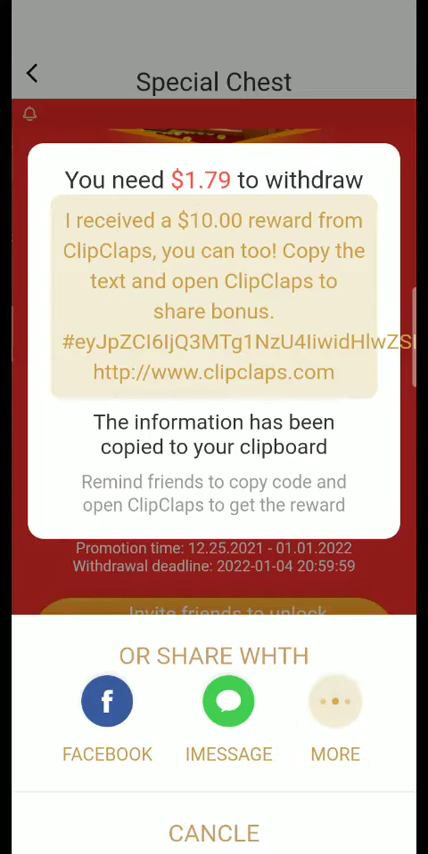 Special Chest
You need $1.79 to withdraw
I received a $10.00 reward from
ClipClaps, you can too! Copy the
text and open ClipClaps to
share bonus.
#eyJpZCI6IjQ3MTg1NzU4IiwidHlwZSI
http://www.clipclaps.com
The information has been
copied to your clipboard
Remind friends to copy code and
open ClipClaps to get the reward
Promotion time: 12.25.2021 - 01.01.2022
Withdrawal deadline: 2022-01-04 20:59:59
Invite friends to unlock
OR SHARE WHTH
FACEBOOK
IMESSAGE
MORE
CANCLE